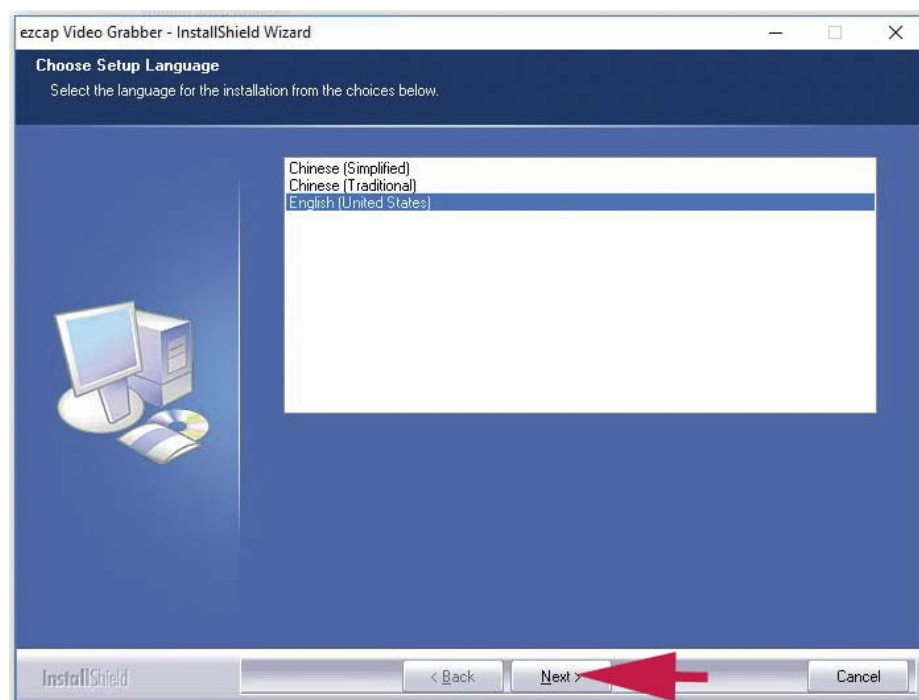 ezcap Video Grabber - InstallShield Wizard
Choose Setup Language
Select the language for the installation from the choices below.
Chinese (Simplified)
Chinese (Traditional)
English (United States)
InstallShield
< Back
Next >
Cancel